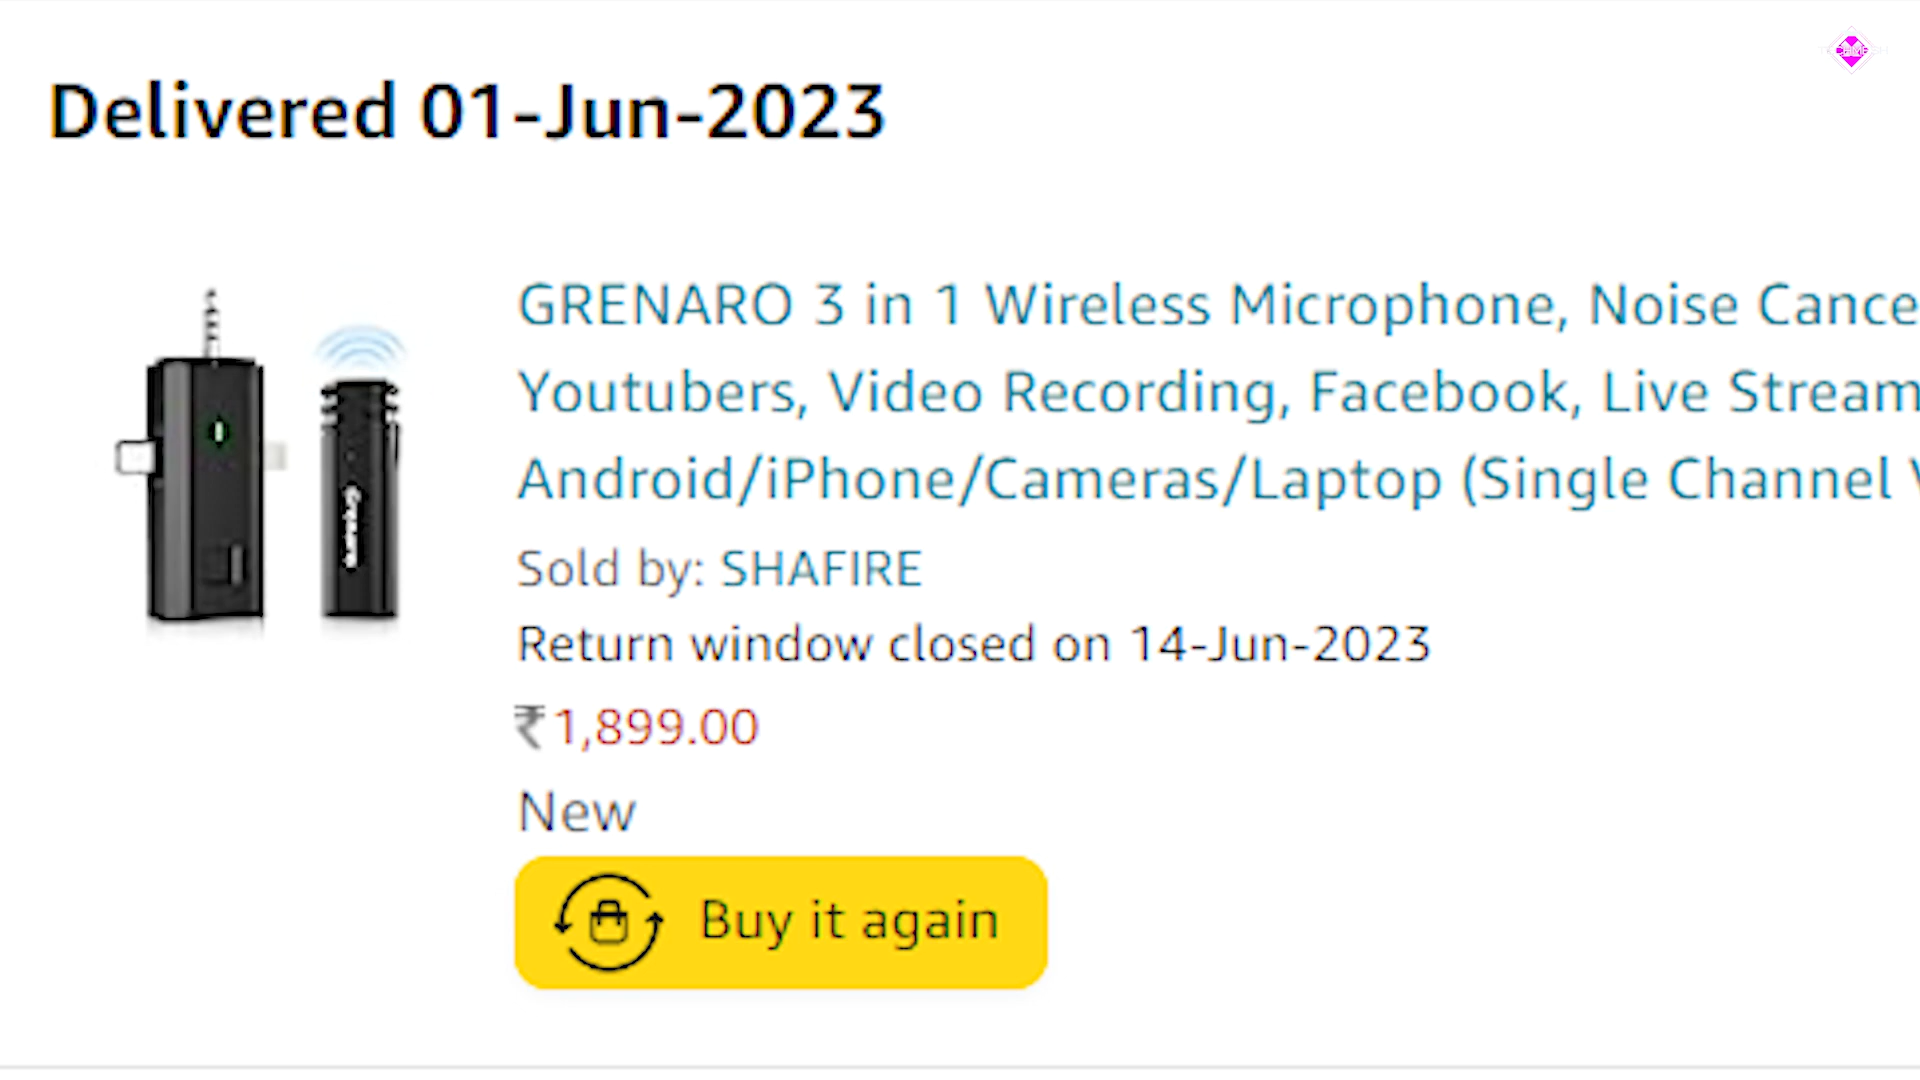 Delivered 01-Jun-2023
GRENARO 3 in 1 Wireless Microphone, Noise Cance
Youtubers, Video Recording, Facebook, Live Stream
Android/iPhone/Cameras/Laptop (Single Channel
Sold by: SHAFIRE
Return window closed on 14-Jun-2023
₹1,899.00
New
Buy it again